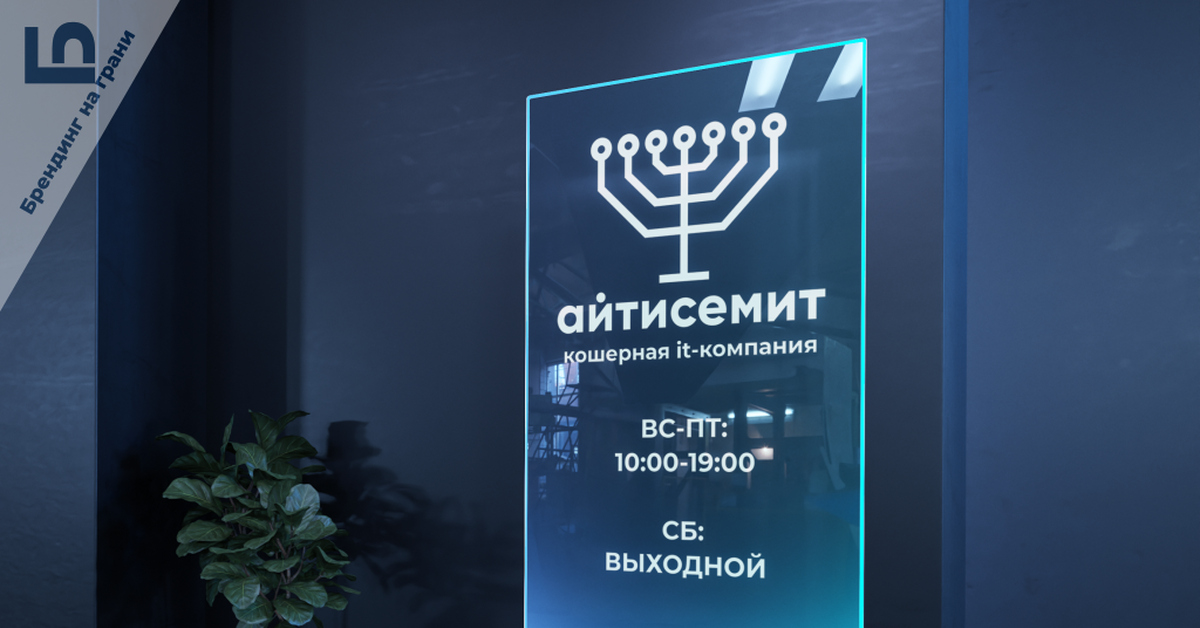 Брендинг на грани
айтисемит
кошерная it-компания
ВС-ПТ:
10:00-19:00
СБ:
ВЫХОДНОЙ